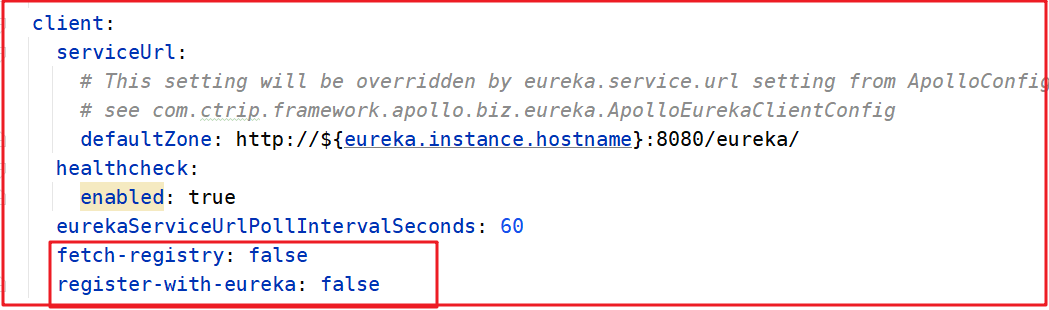 client:
serviceUrl:
# This setting will be overridden by eureka.service.url setting from ApolloConfig
# see com.ctrip.framework.apollo.biz.eureka.ApolloEurekaClientConfig
defaultZone: http://${eureka.instance.hostname}:8080/eureka/
healthcheck:
enabled: true
eurekaServiceUrlPollIntervalSeconds: 60
fetch-registry: false
register-with-eureka: false